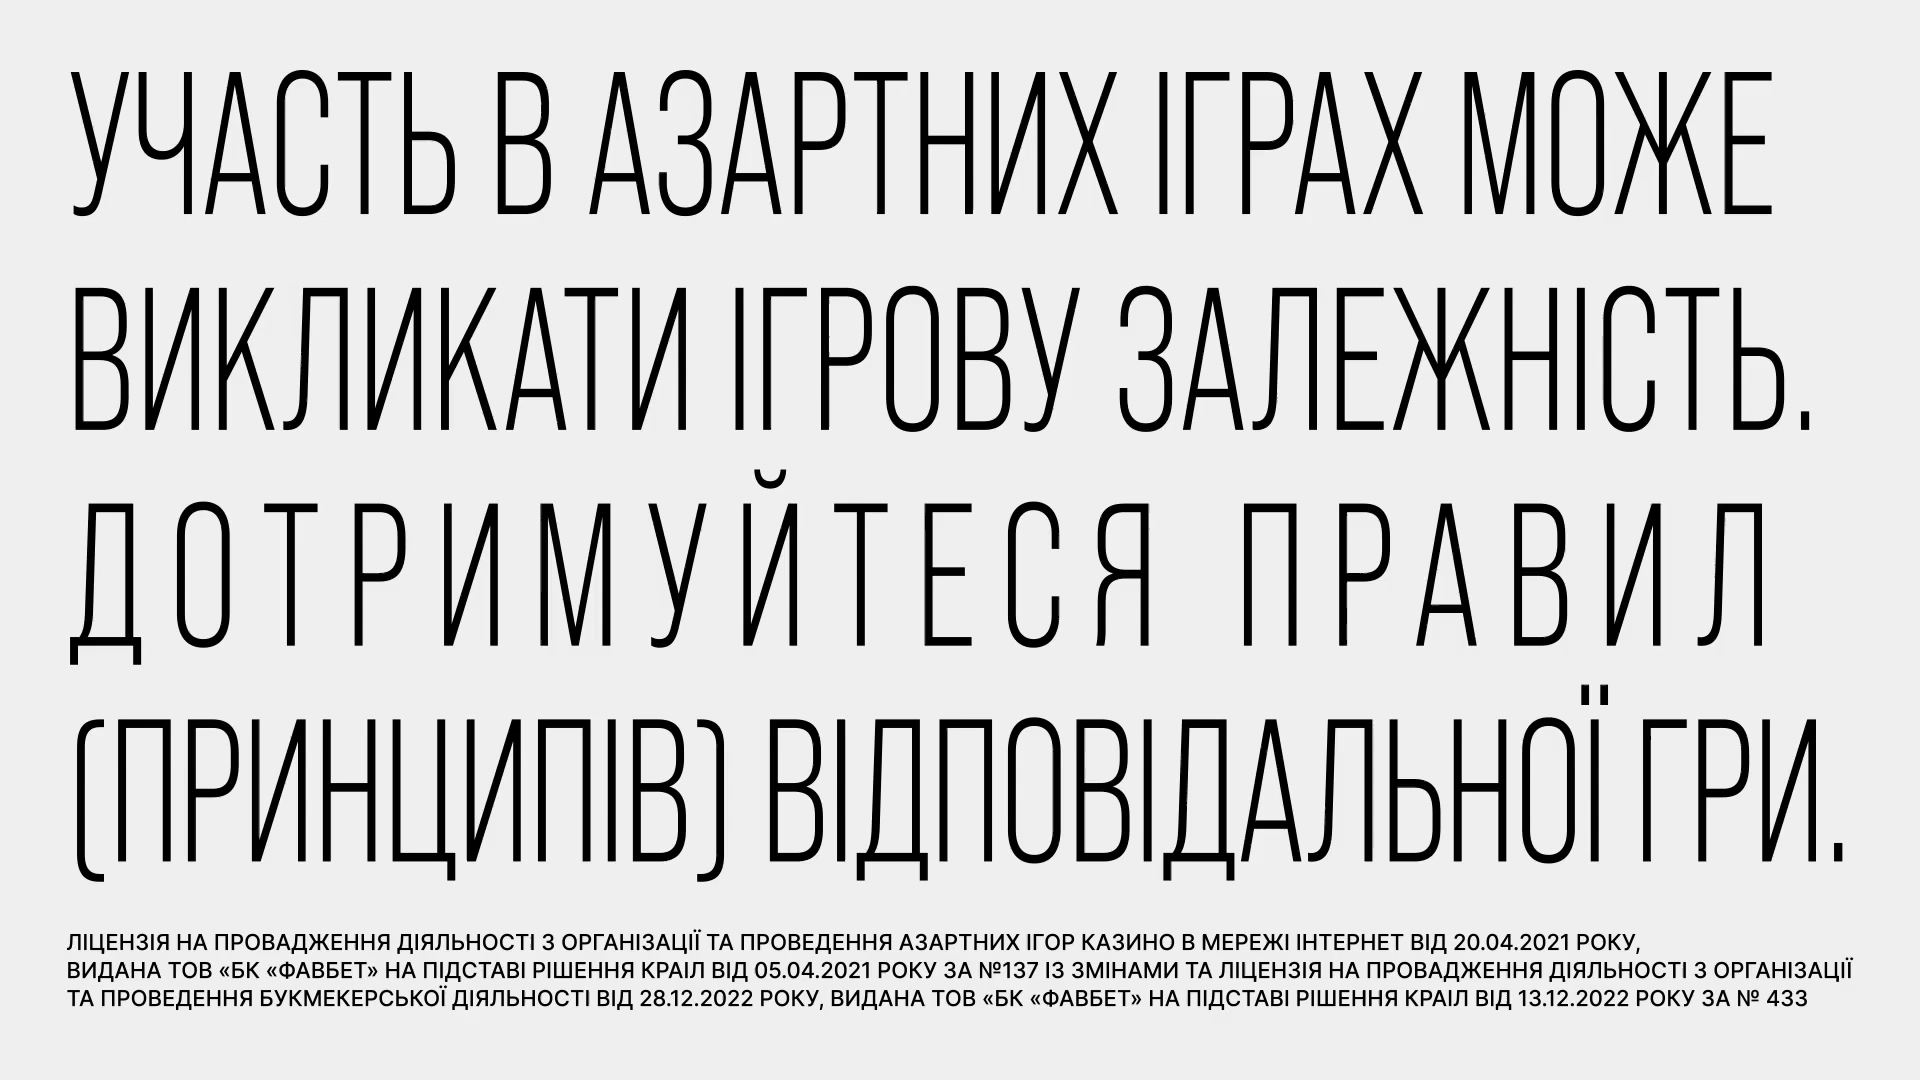 УЧАСТЬ В АЗАРТНИХ ІГРАХ МОЖЕ
ВИКЛИКАТИ ІГРОВУ ЗАЛЕЖНІСТЬ.
ДОТРИМУЙТЕСЯ ПРАВИЛ
(ПРИНЦИПІВ) ВІДПОВІДАЛЬНОЇ ГРИ.
ЛІЦЕНЗІЯ НА ПРОВАДЖЕННЯ ДІЯЛЬНОСТІ З ОРГАНІЗАЦІЇ ТА ПРОВЕДЕННЯ АЗАРТНИХ ІГОР КАЗИНО В МЕРЕЖІ ІНТЕРНЕТ ВІД 20.04.2021 РОКУ,
ВИДАНА ТОВ «БК «ФАВБЕТ» НА ПІДСТАВІ РІШЕННЯ КРАІЛ ВІД 05.04.2021 РОКУ ЗА №137 ІЗ ЗМІНАМИ ТА ЛІЦЕНЗІЯ НА ПРОВАДЖЕННЯ ДІЯЛЬНОСТІ З ОРГАНІЗАЦІЇ
ТА ПРОВЕДЕННЯ БУКМЕКЕРСЬКОЇ ДІЯЛЬНОСТІ ВІД 28.12.2022 РОКУ, ВИДАНА ТОВ «БК «ФАВБЕТ» НА ПІДСТАВІ РІШЕННЯ КРАІЛ ВІД 13.12.2022 РОКУ ЗА № 433